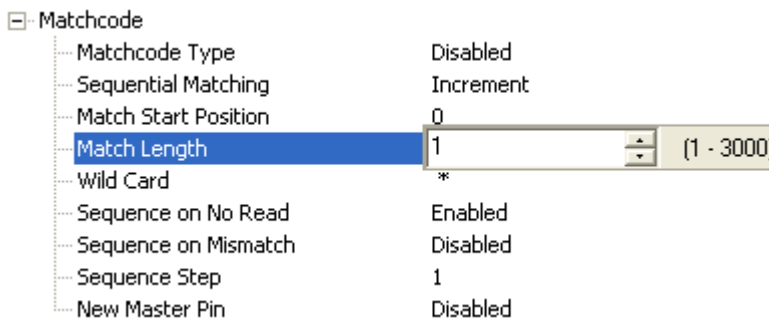 Matchcode
Matchcode Type Disabled
Sequential Matching Increment
Match Start Position 0
Match Length 1 (1 - 3000)
Wild Card *
Sequence on No Read Enabled
Sequence on Mismatch Disabled
Sequence Step 1
New Master Pin Disabled